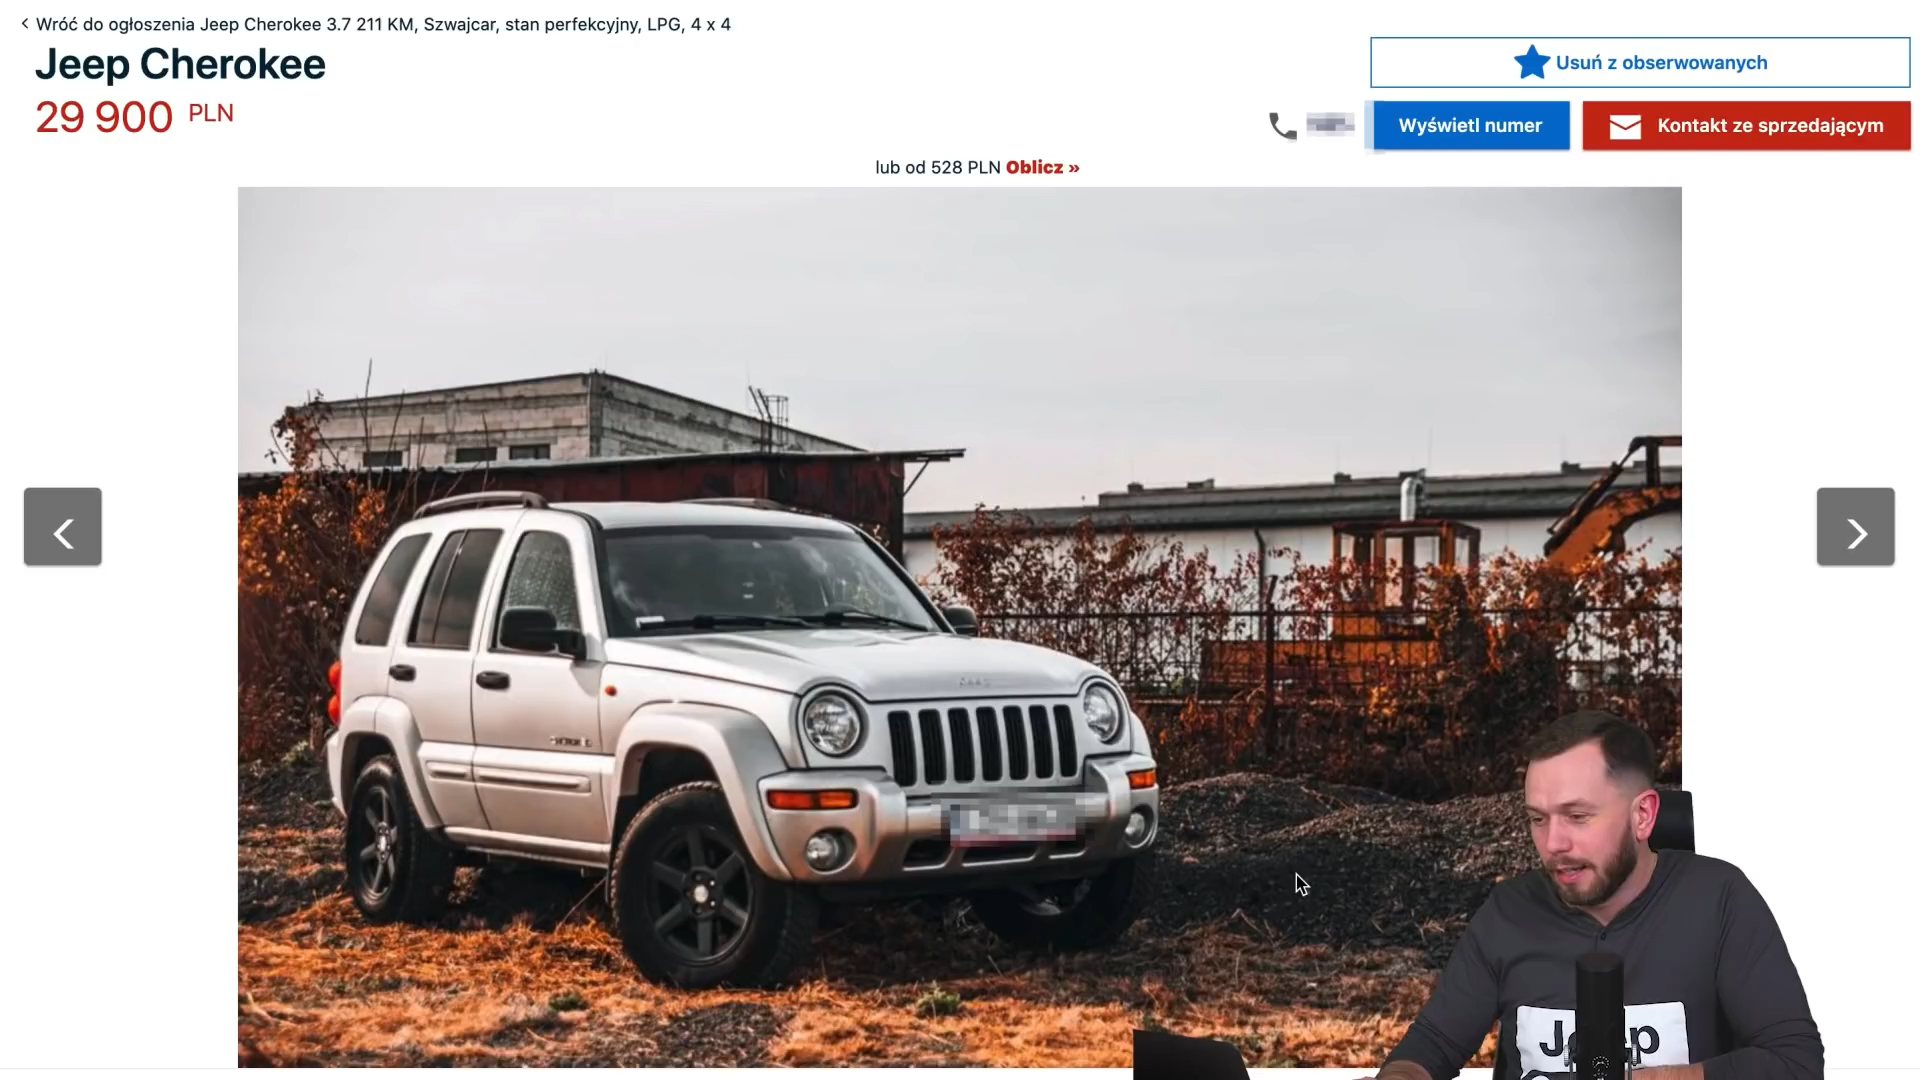 Wróć do ogłoszenia Jeep Cherokee 3.7 211 KM, Szwajcar, stan perfekcyjny, LPG, 4 x 4
Jeep Cherokee
29 900 PLN
Usuń z obserwowanych
Wyświetl numer
Kontakt ze sprzedającym
lub od 528 PLN Oblicz »